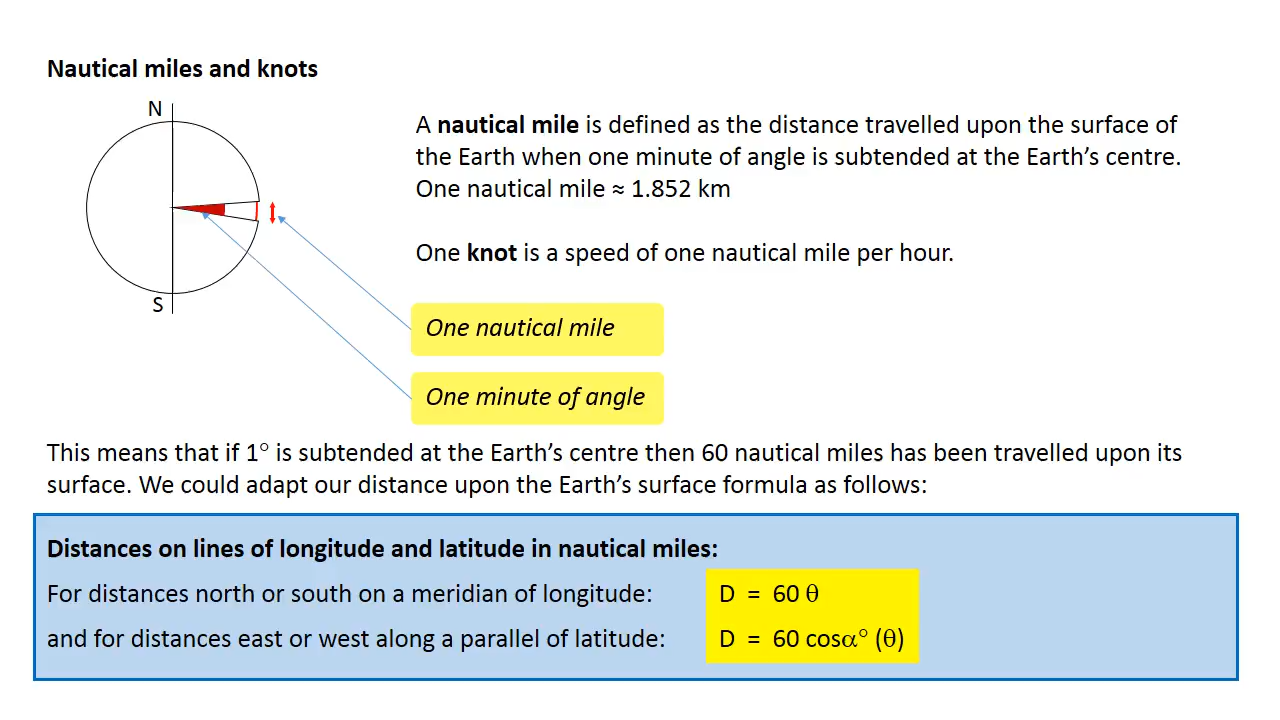 Nautical miles and knots
N
S
A nautical mile is defined as the distance travelled upon the surface of
the Earth when one minute of angle is subtended at the Earth’s centre.
One nautical mile ≈ 1.852 km
One knot is a speed of one nautical mile per hour.
One nautical mile
One minute of angle
This means that if 1° is subtended at the Earth’s centre then 60 nautical miles has been travelled upon its
surface. We could adapt our distance upon the Earth’s surface formula as follows:
Distances on lines of longitude and latitude in nautical miles:
For distances north or south on a meridian of longitude: D = 60 θ
and for distances east or west along a parallel of latitude: D = 60 cosα° (θ)